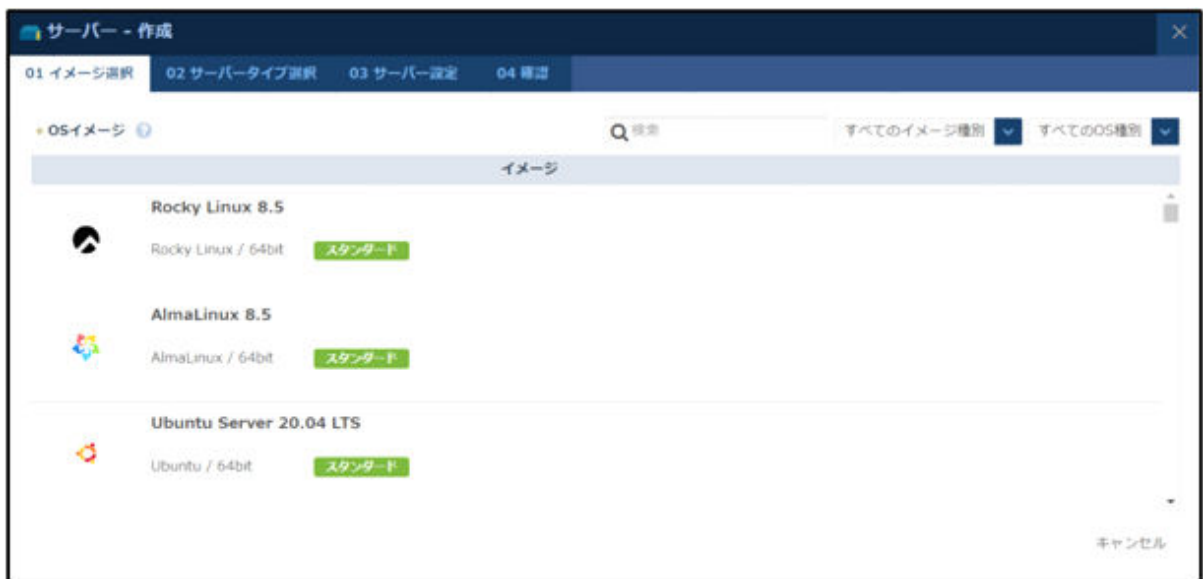 サーバー - 作成
01 イメージ選択 02 サーバータイプ選択 03 サーバー設定 04 確認
OSイメージ 検索 すべてのイメージ種別 すべてのOS種別
イメージ
Rocky Linux 8.5
Rocky Linux / 64bit スタンダード
AlmaLinux 8.5
AlmaLinux / 64bit スタンダード
Ubuntu Server 20.04 LTS
Ubuntu / 64bit スタンダード
キャンセル